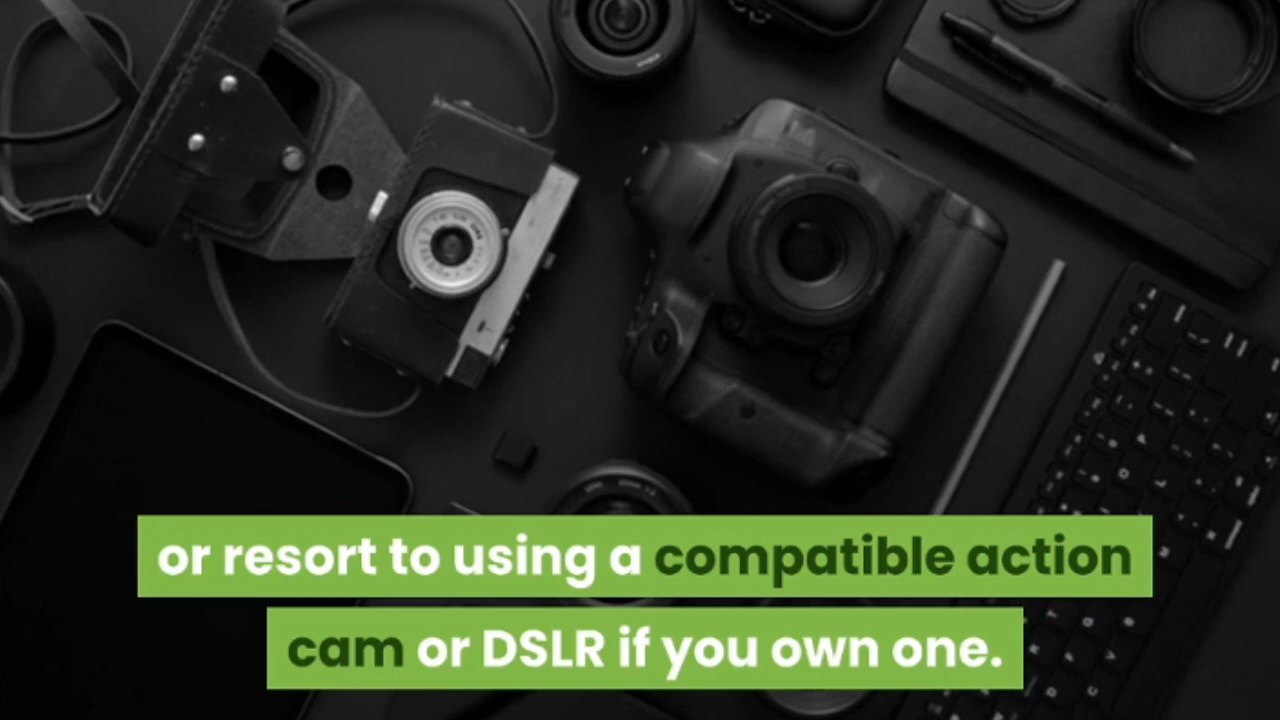 or resort to using a compatible action
cam or DSLR if you own one.